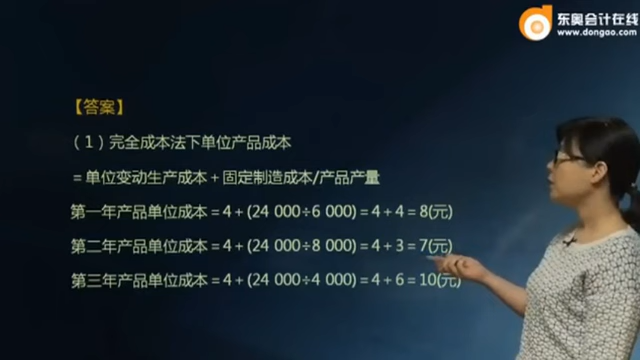 东奥会计在线
www.dongao.com
【答案】
（1）完全成本法下单位产品成本
＝单位变动生产成本＋固定制造成本/产品产量
第一年产品单位成本＝4＋(24 000÷6 000)＝4＋4＝8(元)
第二年产品单位成本＝4＋(24 000÷8 000)＝4＋3＝7(元)
第三年产品单位成本＝4＋(24 000÷4 000)＝4＋6＝10(元)